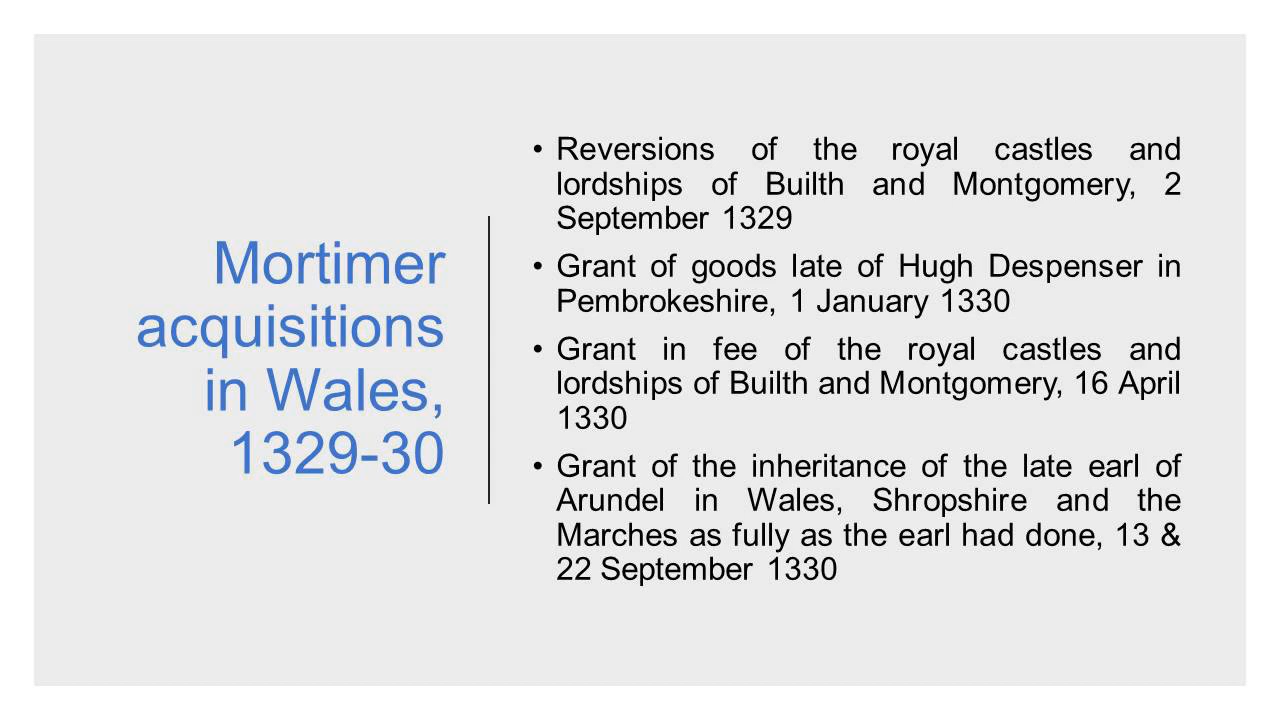 Mortimer
acquisitions
in Wales,
1329-30
• Reversions of the royal castles and
lordships of Builth and Montgomery, 2
September 1329
• Grant of goods late of Hugh Despenser in
Pembrokeshire, 1 January 1330
• Grant in fee of the royal castles and
lordships of Builth and Montgomery, 16 April
1330
• Grant of the inheritance of the late earl of
Arundel in Wales, Shropshire and the
Marches as fully as the earl had done, 13 &
22 September 1330